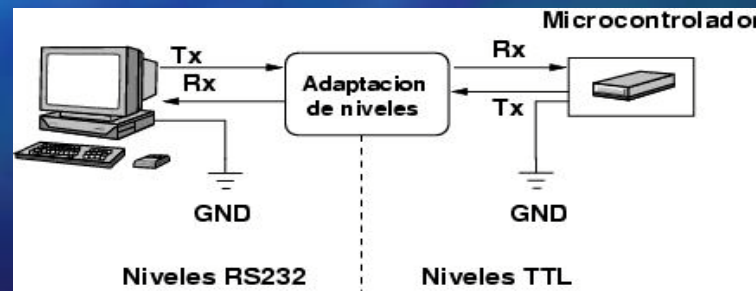 Microcontrolador
Tx
Rx
Rx
Tx
Adaptacion
de niveles
GND
GND
Niveles RS232
Niveles TTL